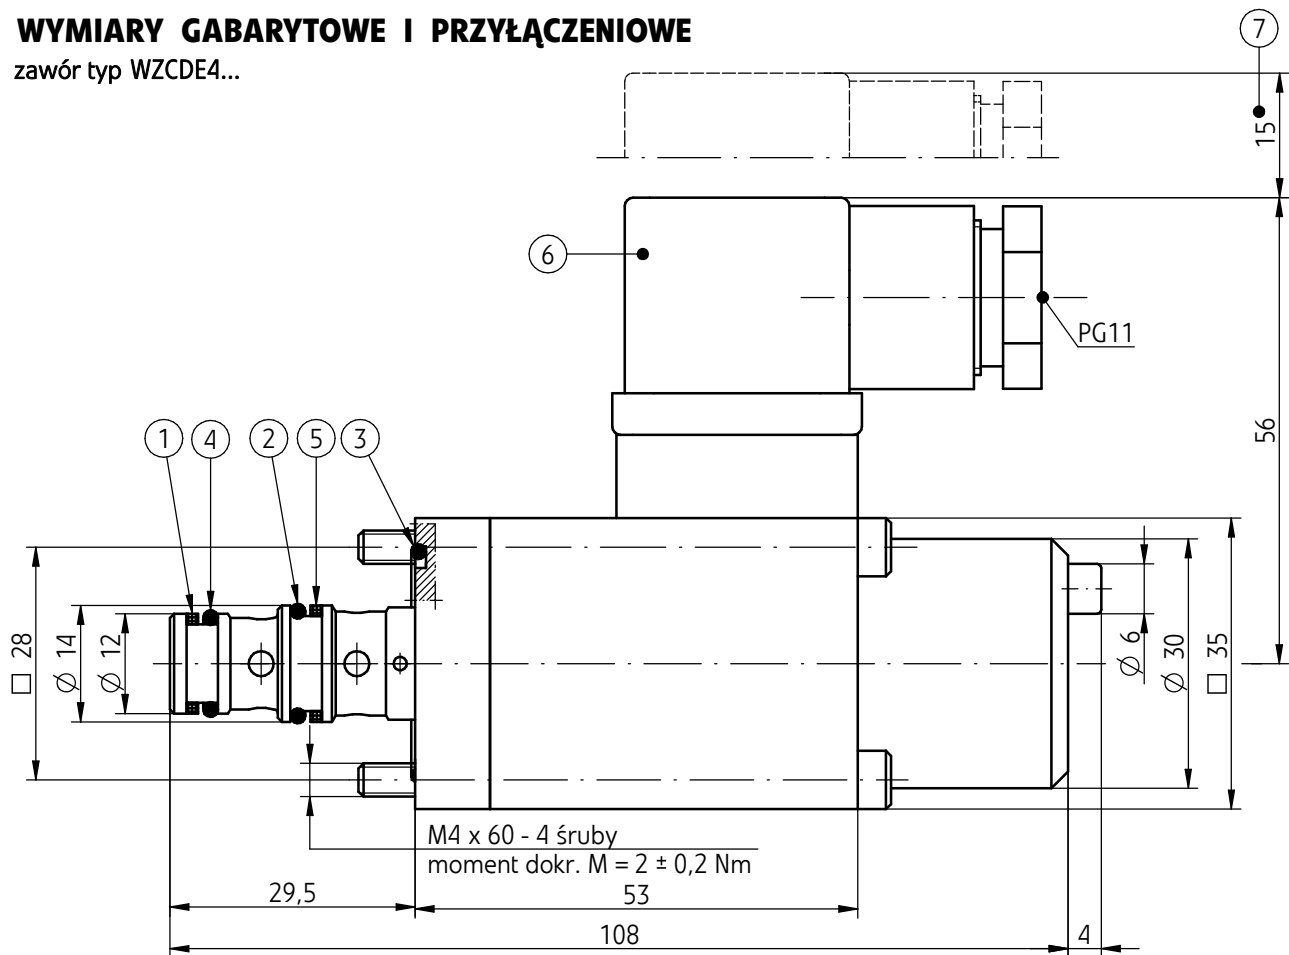 WYMIARY GABARYTOWE I PRZYŁĄCZENIOWE
zawór typ WZCDE4...
7
15
6
PG11
56
1
4
2
5
3
□ 28
Ø 14
Ø 12
Ø 6
Ø 30
□ 35
M4 x 60 - 4 śruby
moment dokr. M = 2 ± 0,2 Nm
29,5
53
108
4